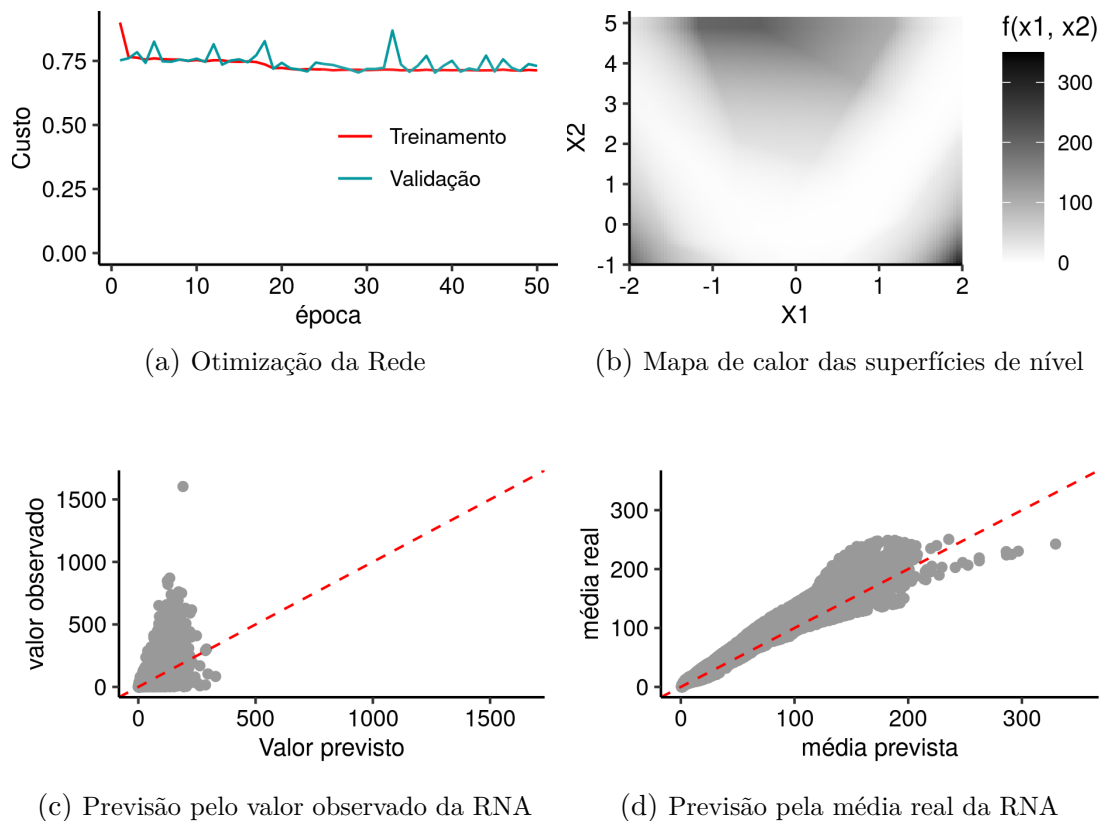 Custo
0.75
0.50
0.25
0.00
0 10 20 30 40 50
época
Treinamento
Validação
(a) Otimização da Rede
X2
5
4
3
2
1
0
-1
-2 -1 0 1 2
X1
f(x1, x2)
300
200
100
0
(b) Mapa de calor das superfícies de nível
valor observado
1500
1000
500
0
0 500 1000 1500
Valor previsto
(c) Previsão pelo valor observado da RNA
média real
300
200
100
0
0 100 200 300
média prevista
(d) Previsão pela média real da RNA